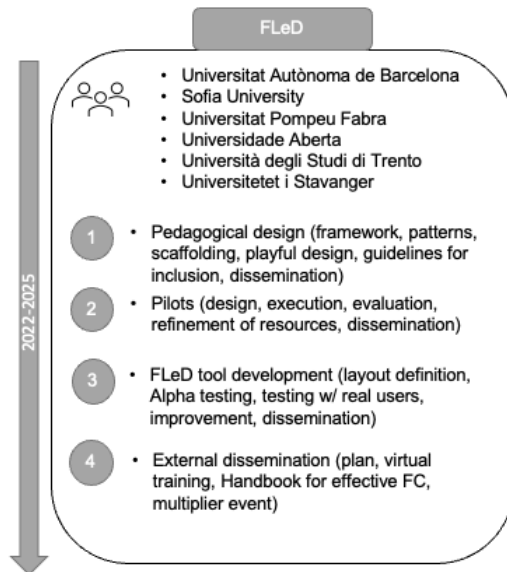 FLeD
2022-2025
• Universitat Autònoma de Barcelona
• Sofia University
• Universitat Pompeu Fabra
• Universidade Aberta
• Università degli Studi di Trento
• Universitetet i Stavanger
1 • Pedagogical design (framework, patterns,
scaffolding, playful design, guidelines for
inclusion, dissemination)
2 • Pilots (design, execution, evaluation,
refinement of resources, dissemination)
3 • FLeD tool development (layout definition,
Alpha testing, testing w/ real users,
improvement, dissemination)
4 • External dissemination (plan, virtual
training, Handbook for effective FC,
multiplier event)